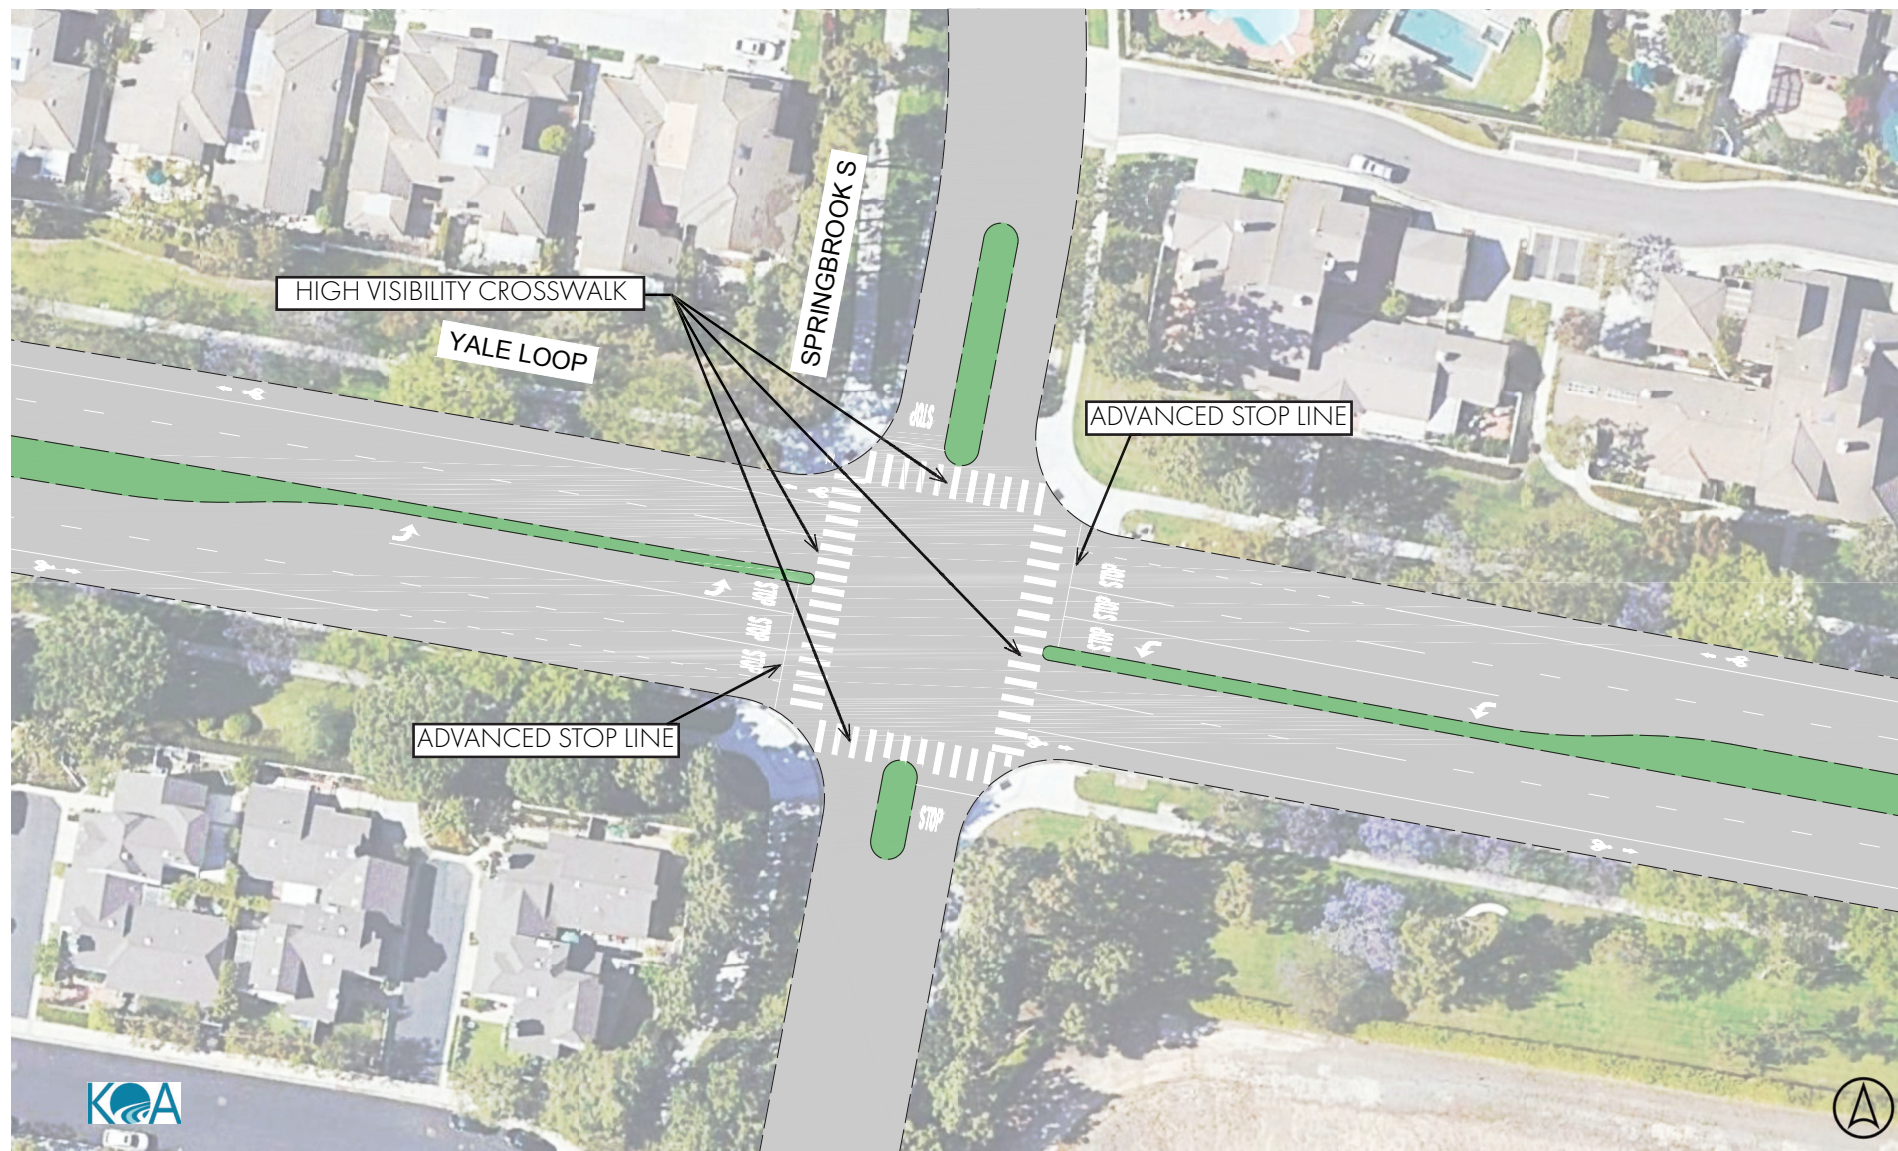 SPRINGBROOK S
HIGH VISIBILITY CROSSWALK
YALE LOOP
STOP
ADVANCED STOP LINE
STOP
STOP
STOP
STOP
STOP
STOP
ADVANCED STOP LINE
STOP
KOA